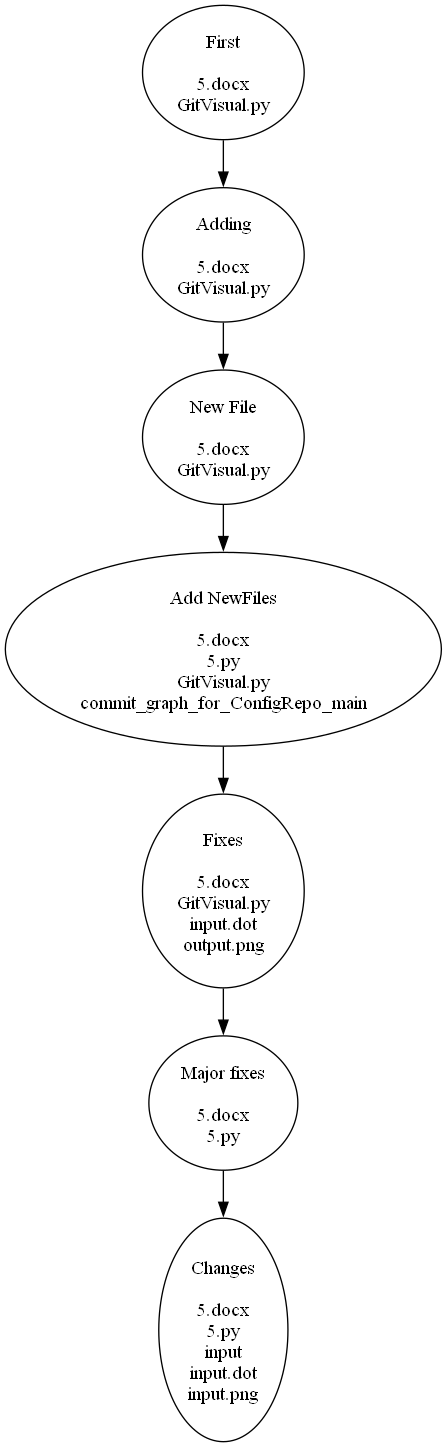 First
5.docx
GitVisual.py
Adding
5.docx
GitVisual.py
New File
5.docx
GitVisual.py
Add NewFiles
5.docx
5.py
GitVisual.py
commit_graph_for_ConfigRepo_main
Fixes
5.docx
GitVisual.py
input.dot
output.png
Major fixes
5.docx
5.py
Changes
5.docx
5.py
input
input.dot
input.png